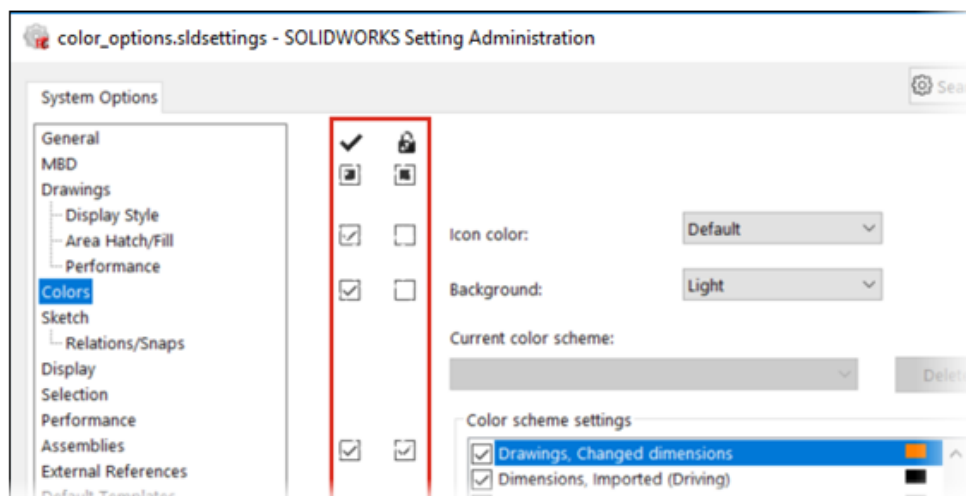 color_options.sldsettings - SOLIDWORKS Setting Administration
System Options
General
MBD
Drawings
Display Style
Area Hatch/Fill
Performance
Colors
Sketch
Relations/Snaps
Display
Selection
Performance
Assemblies
External References
Default Templates
Icon color:
Default
Background:
Light
Current color scheme:
Color scheme settings
Drawings, Changed dimensions
Dimensions, Imported (Driving)